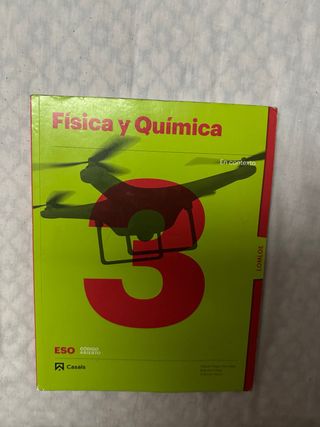 Física y Química
En contexto
3
LOMLOE
ESO
CÓDIGO
ABIERTO
Casals